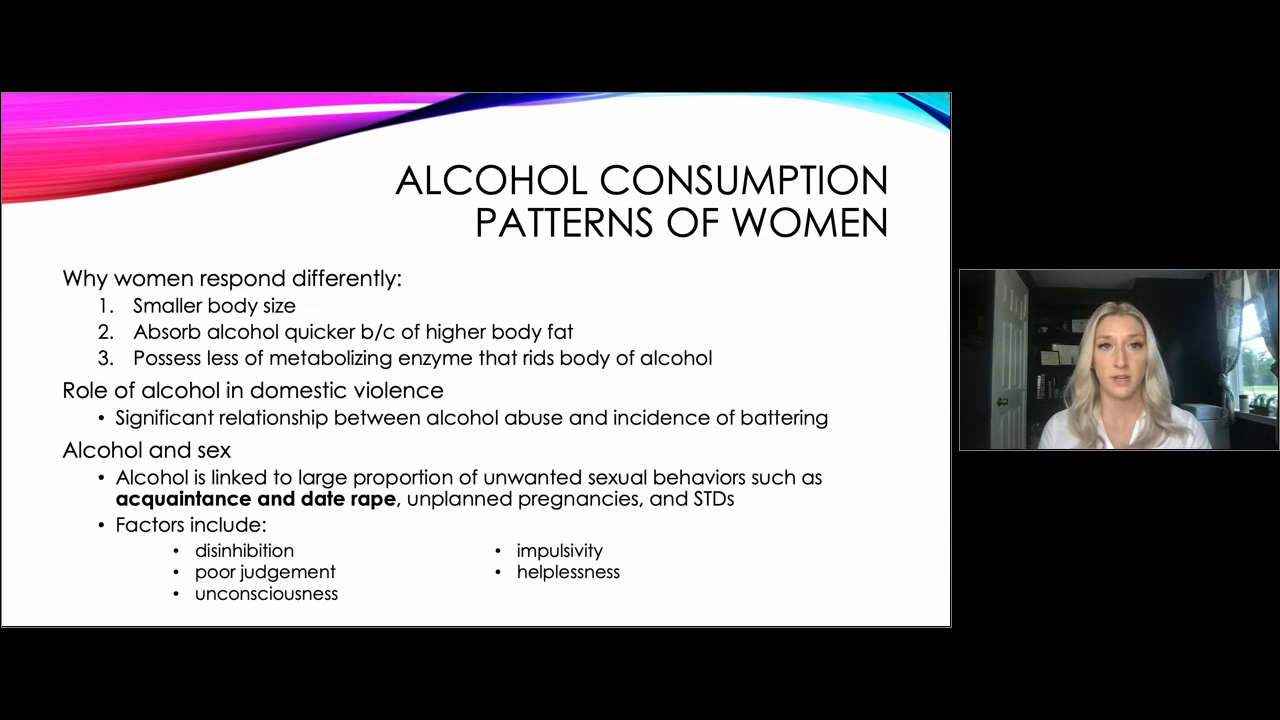 ALCOHOL CONSUMPTION
PATTERNS OF WOMEN
Why women respond differently:
1. Smaller body size
2. Absorb alcohol quicker b/c of higher body fat
3. Possess less of metabolizing enzyme that rids body of alcohol
Role of alcohol in domestic violence
• Significant relationship between alcohol abuse and incidence of battering
Alcohol and sex
• Alcohol is linked to large proportion of unwanted sexual behaviors such as
acquaintance and date rape, unplanned pregnancies, and STDs
• Factors include:
• disinhibition
• poor judgement
• unconsciousness
• impulsivity
• helplessness